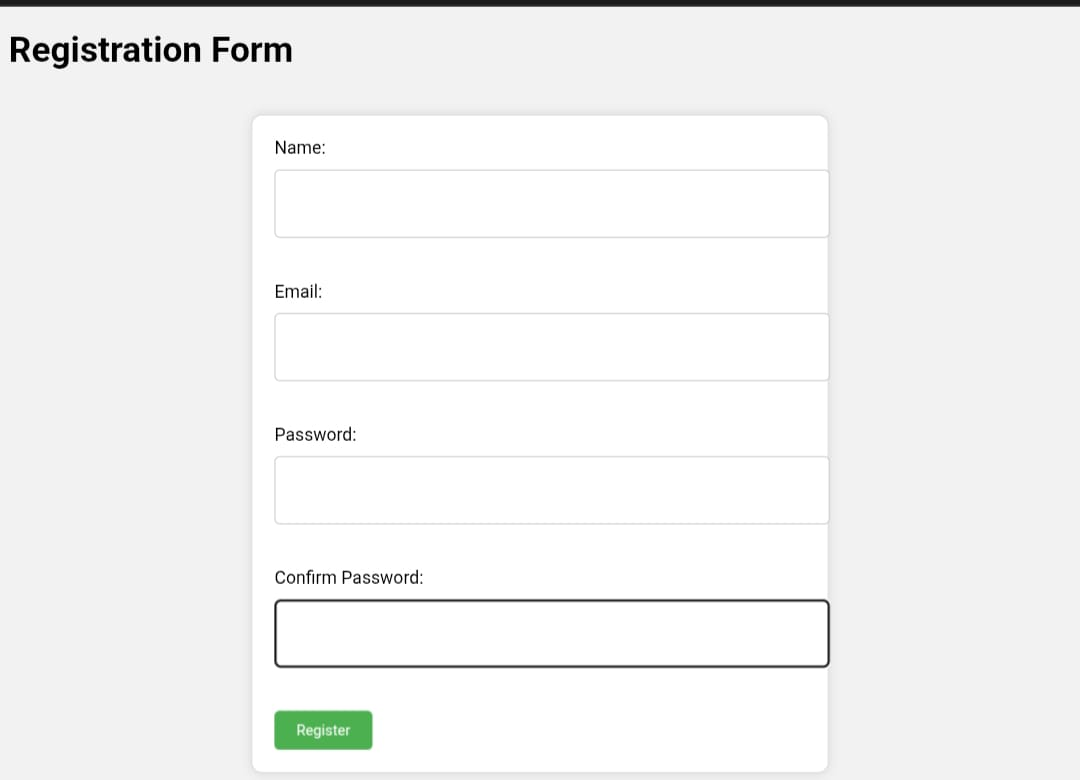 Registration Form
Name:
Email:
Password:
Confirm Password:
Register